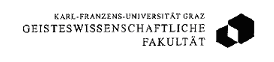 KARL-FRANZENS-UNIVERSITÄT GRAZ
GEISTESWISSENSCHAFTLICHE
FAKULTÄT